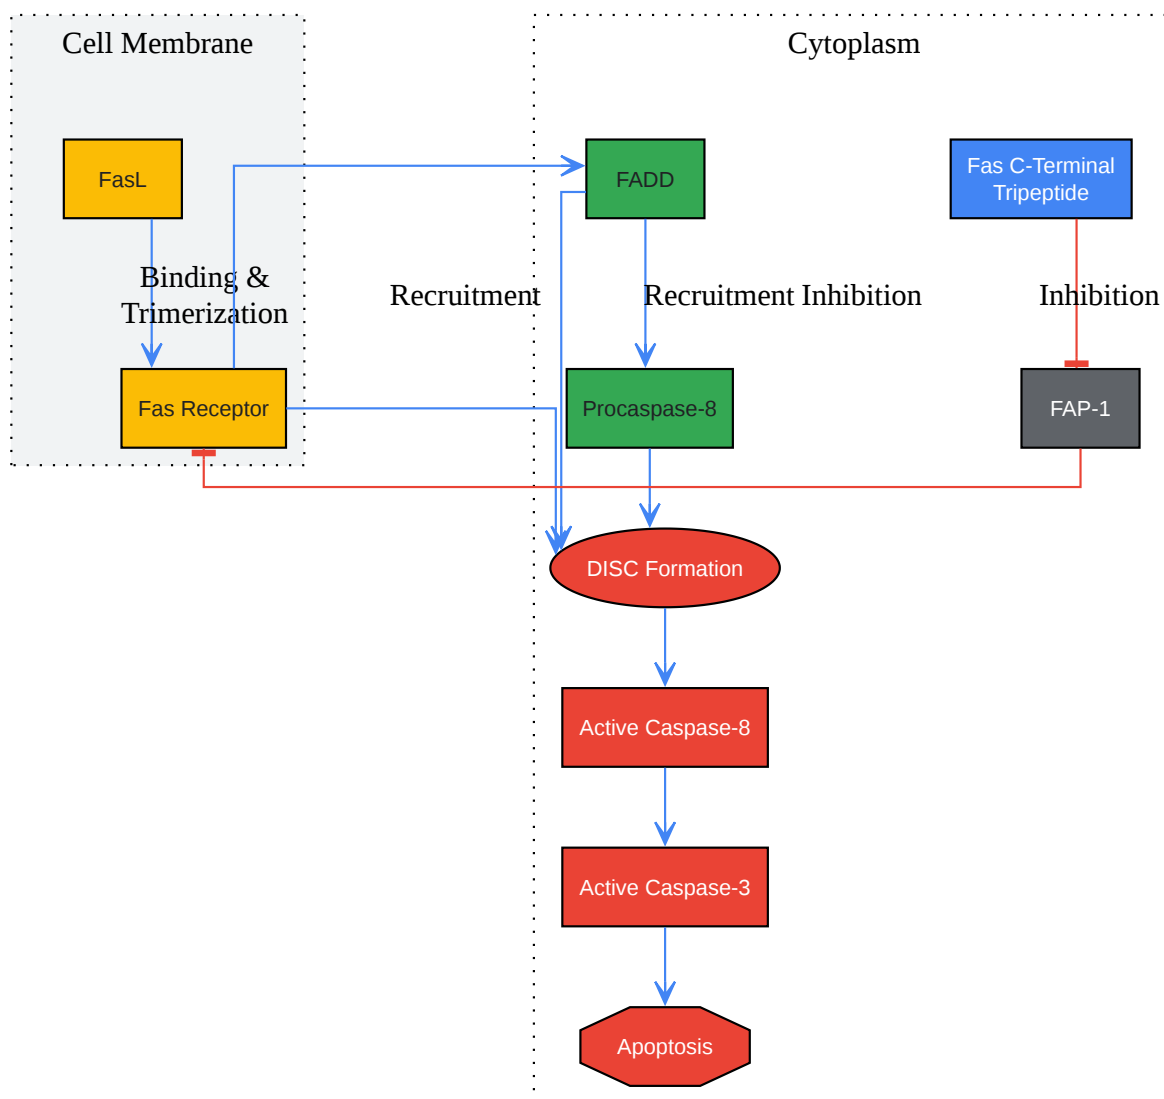 Cell Membrane
Cytoplasm
FasL
FADD
Fas C-Terminal
Tripeptide
Binding &
Trimerization
Recruitment
Recruitment
Inhibition
Inhibition
Fas Receptor
Procaspase-8
FAP-1
DISC Formation
Active Caspase-8
Active Caspase-3
Apoptosis